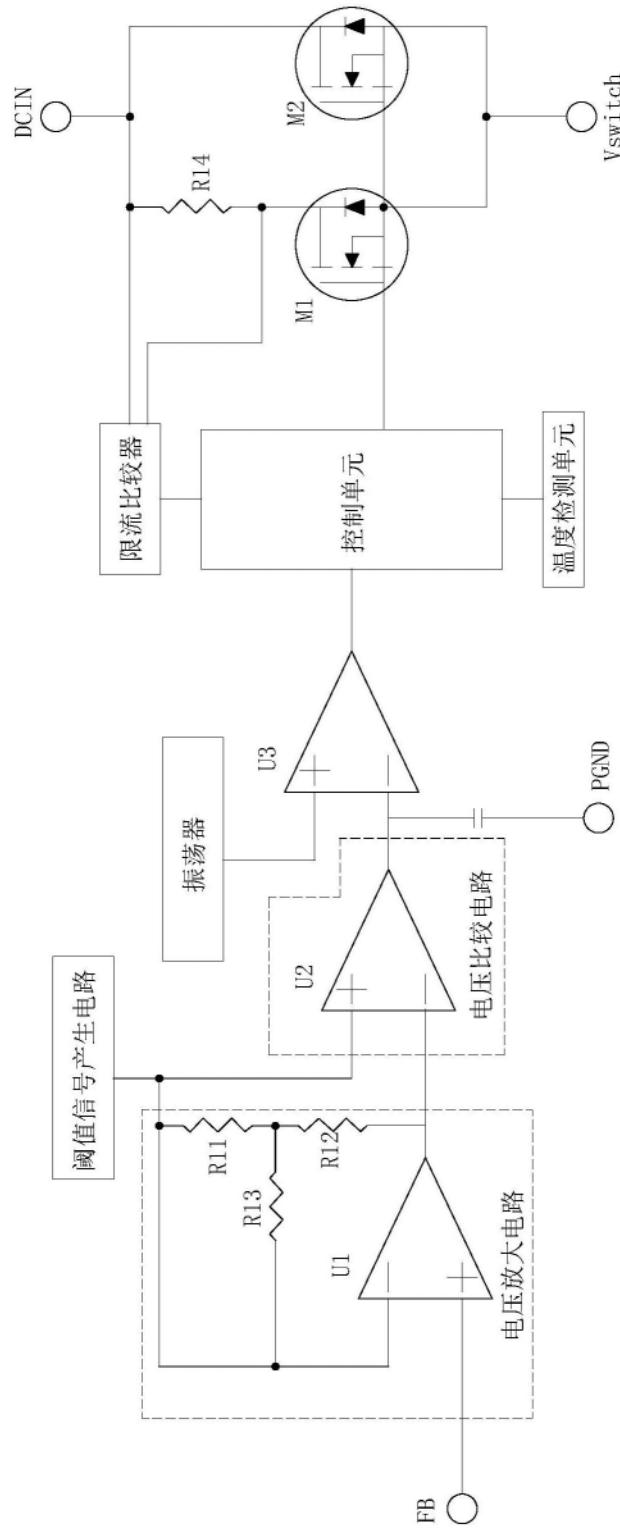 FB
电压放大电路
U1
R13
R11
R12
阈值信号产生电路
U2
电压比较电路
振荡器
U3
PGND
控制单元
限流比较器
温度检测单元
M1
R14
M2
DCIN
Vswitch